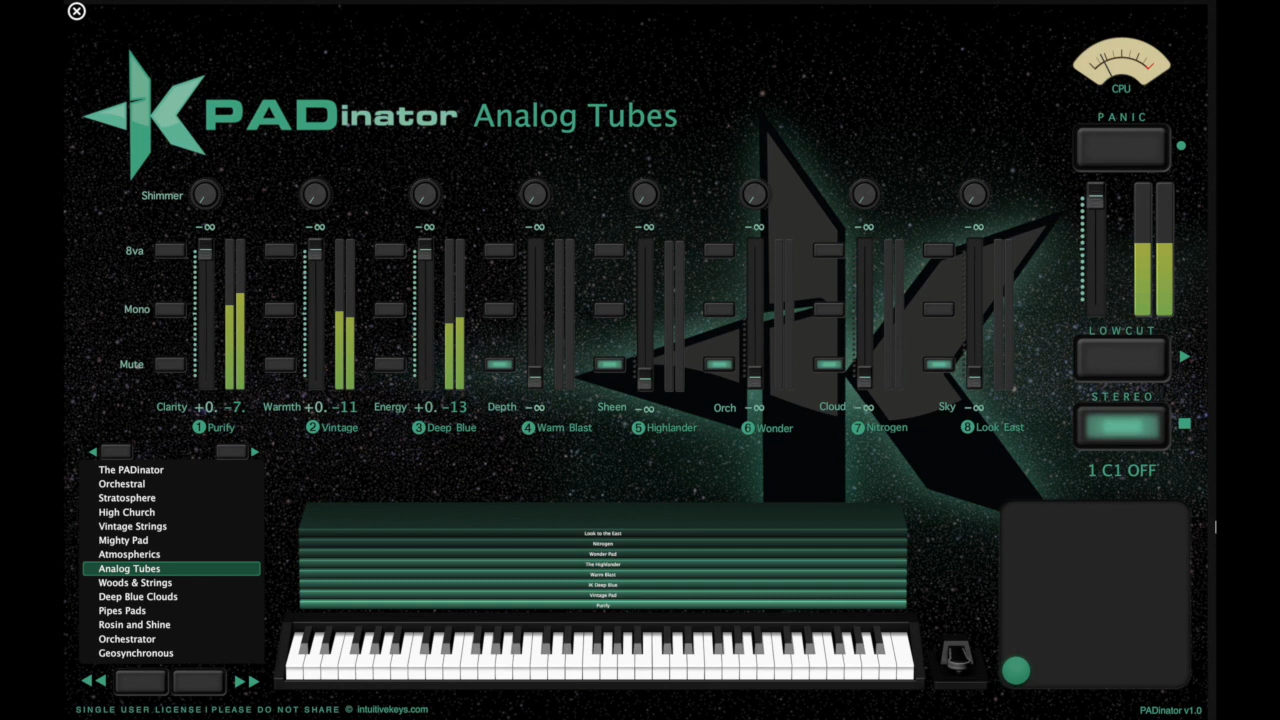 PADinator Analog Tubes
CPU
PANIC
Shimmer
-∞ -∞ -∞ -∞ -∞ -∞ -∞ -∞
8va
Mono
Mute
LOWCUT
STEREO
Clarity +0. -7. Warmth +0. -11 Energy +0. -13 Depth -∞ Sheen -∞ Orch -∞ Cloud -∞ Sky -∞
1 Purify 2 Vintage 3 Deep Blue 4 Warm Blast 5 Highlander 6 Wonder 7 Nitrogen 8 Look East
1 C1 OFF
The PADinator
Orchestral
Stratosphere
High Church
Vintage Strings
Mighty Pad
Atmospherics
Analog Tubes
Woods & Strings
Deep Blue Clouds
Pipes Pads
Rosin and Shine
Orchestrator
Geosynchronous
Look to the East
Nitrogen
Wonder Pad
The Highlander
Warm Blast
IK Deep Blue
Vintage Pad
Purify
SINGLE USER LICENSE | PLEASE DO NOT SHARE © intuitivekeys.com
PADinator v1.0